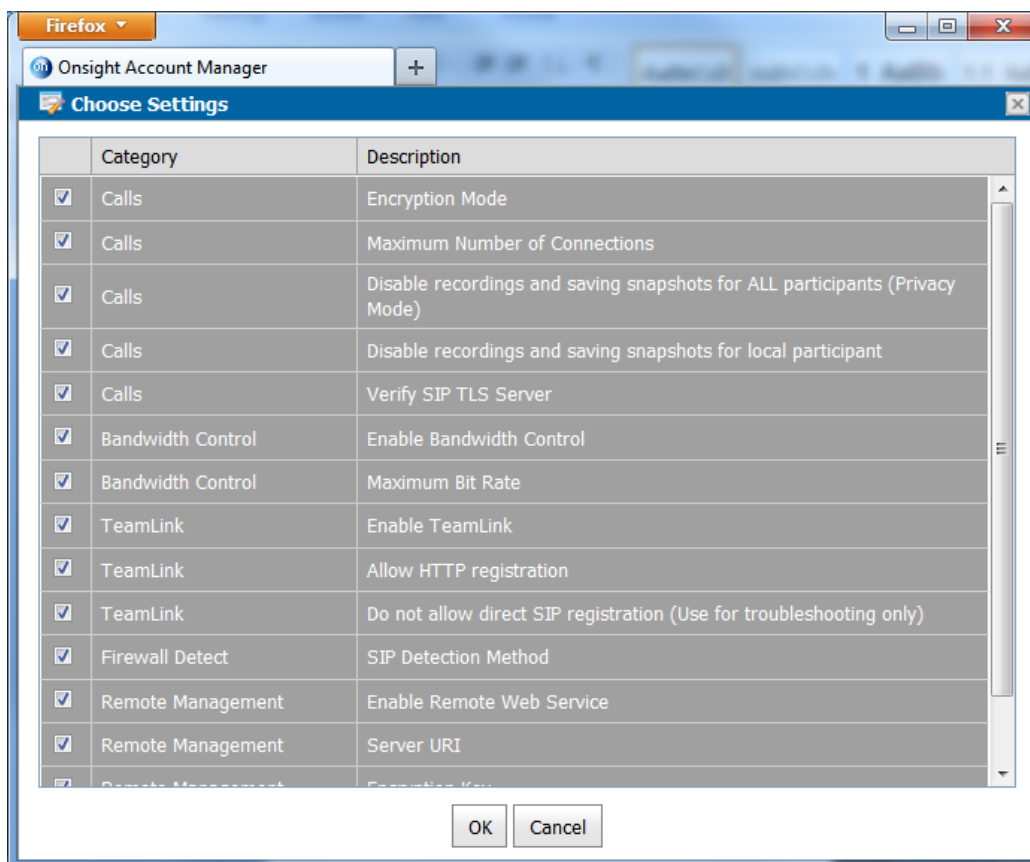 Firefox
Onsight Account Manager
Choose Settings
Category Description
Calls Encryption Mode
Calls Maximum Number of Connections
Calls Disable recordings and saving snapshots for ALL participants (Privacy
Mode)
Calls Disable recordings and saving snapshots for local participant
Calls Verify SIP TLS Server
Bandwidth Control Enable Bandwidth Control
Bandwidth Control Maximum Bit Rate
TeamLink Enable TeamLink
TeamLink Allow HTTP registration
TeamLink Do not allow direct SIP registration (Use for troubleshooting only)
Firewall Detect SIP Detection Method
Remote Management Enable Remote Web Service
Remote Management Server URI
Remote Management Encryption Key
OK Cancel